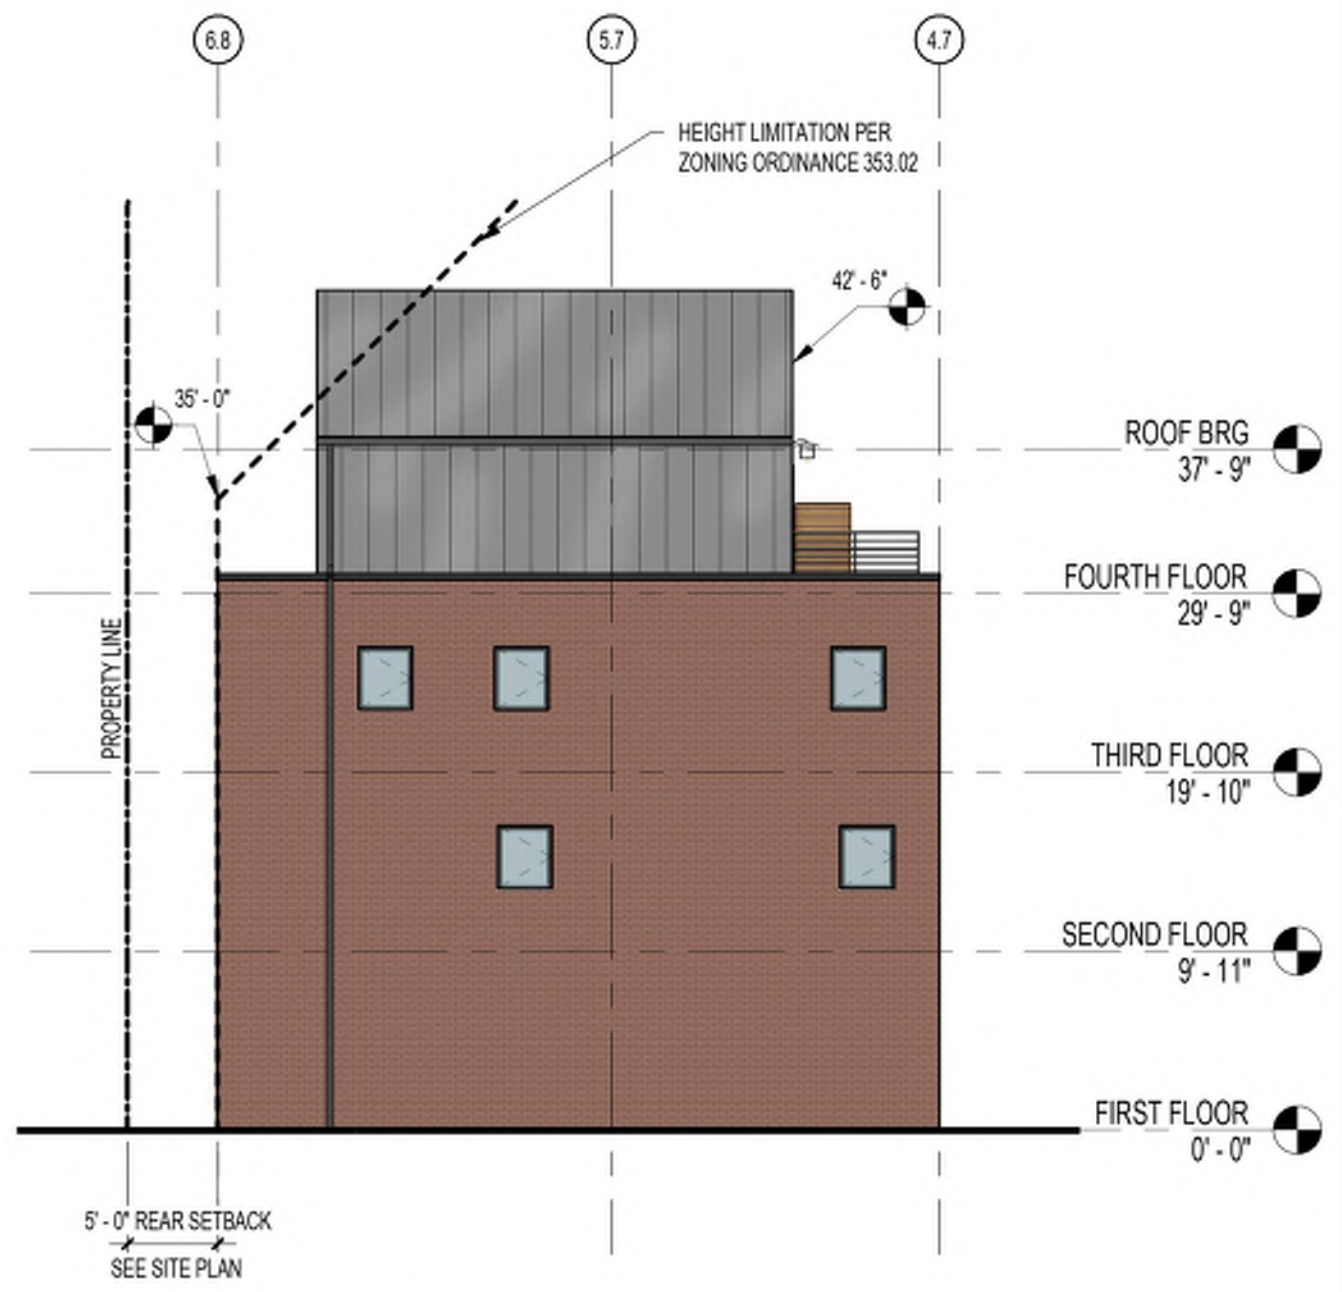 6.8
5.7
4.7
HEIGHT LIMITATION PER
ZONING ORDINANCE 353.02
42' - 6"
35' - 0"
ROOF BRG
37' - 9"
FOURTH FLOOR
29' - 9"
PROPERTY LINE
THIRD FLOOR
19' - 10"
SECOND FLOOR
9' - 11"
FIRST FLOOR
0' - 0"
5' - 0" REAR SETBACK
SEE SITE PLAN